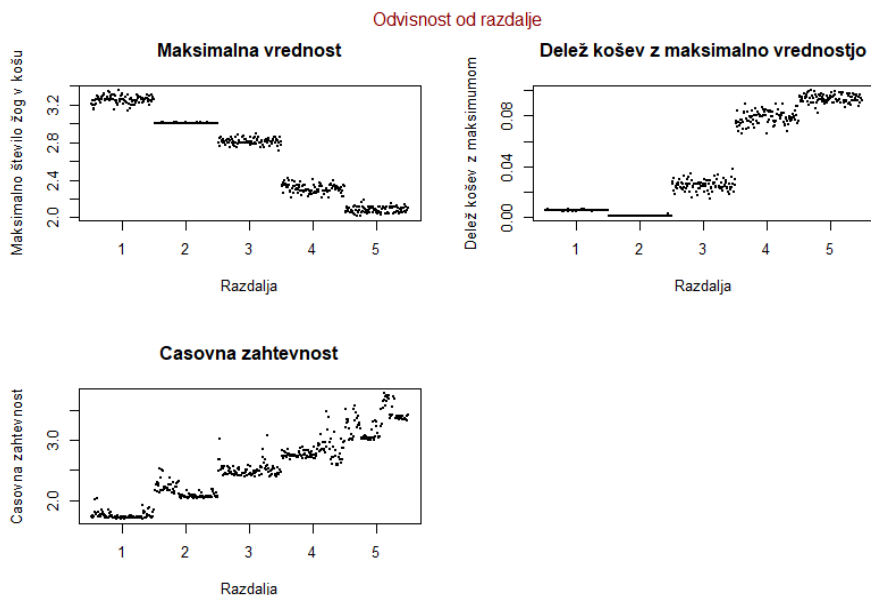 Odvisnost od razdalje
Maksimalna vrednost
Maksimalno število žog v košu
2.0 2.4 2.8 3.2
1 2 3 4 5
Razdalja
Delež košev z maksimalno vrednostjo
Delež košev z maksimumom
0.00 0.04 0.08
1 2 3 4 5
Razdalja
Casovna zahtevnost
Casovna zahtevnost
2.0 3.0
1 2 3 4 5
Razdalja